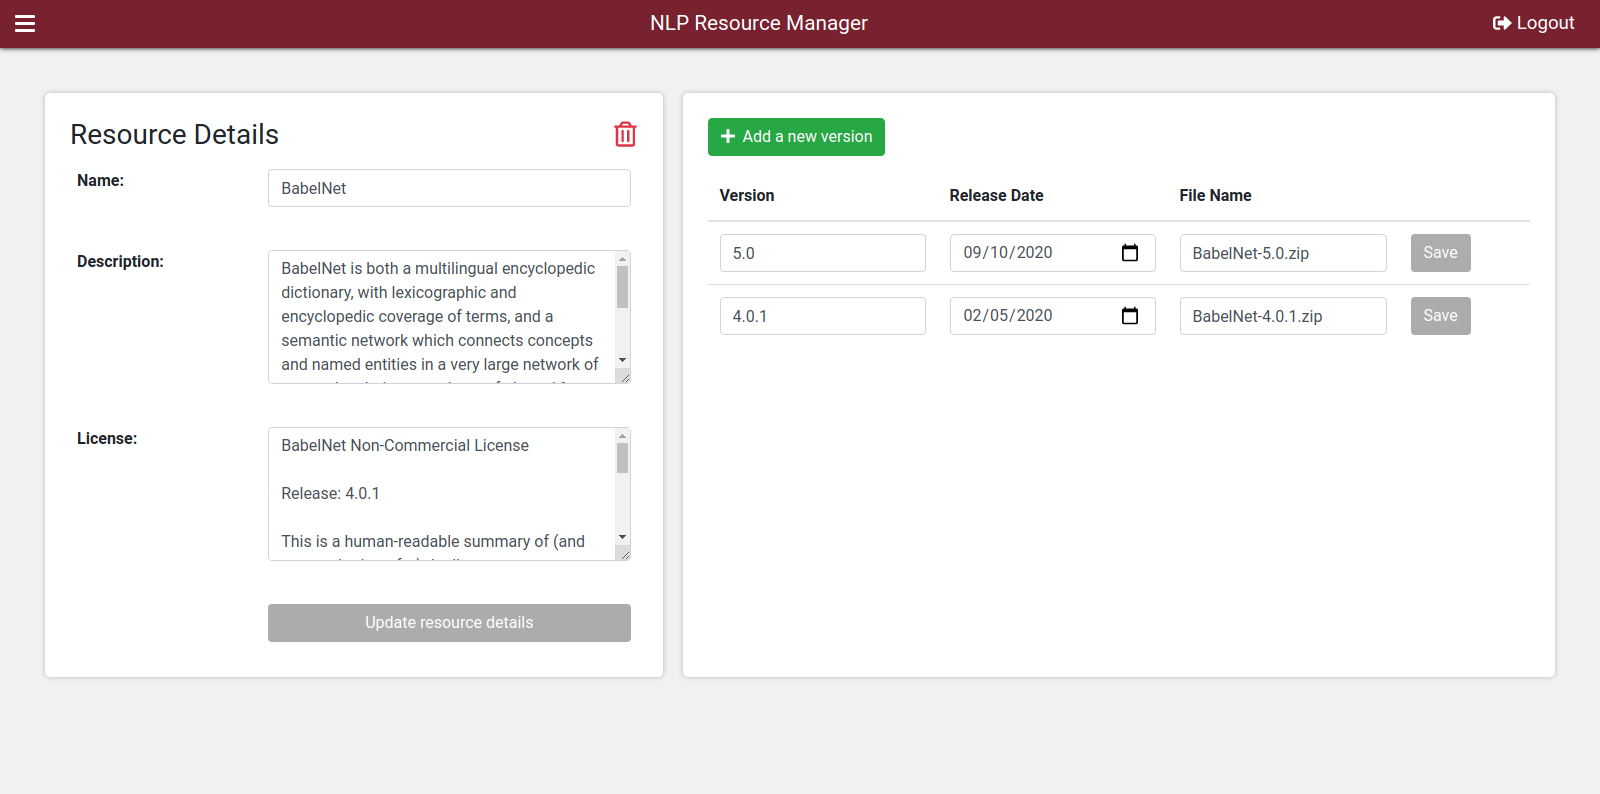 NLP Resource Manager
Logout
Resource Details
Name:
BabelNet
Description:
BabelNet is both a multilingual encyclopedic
dictionary, with lexicographic and
encyclopedic coverage of terms, and a
semantic network which connects concepts
and named entities in a very large network of
License:
BabelNet Non-Commercial License
Release: 4.0.1
This is a human-readable summary of (and
Update resource details
Add a new version
Version Release Date File Name
5.0 09/10/2020 BabelNet-5.0.zip Save
4.0.1 02/05/2020 BabelNet-4.0.1.zip Save